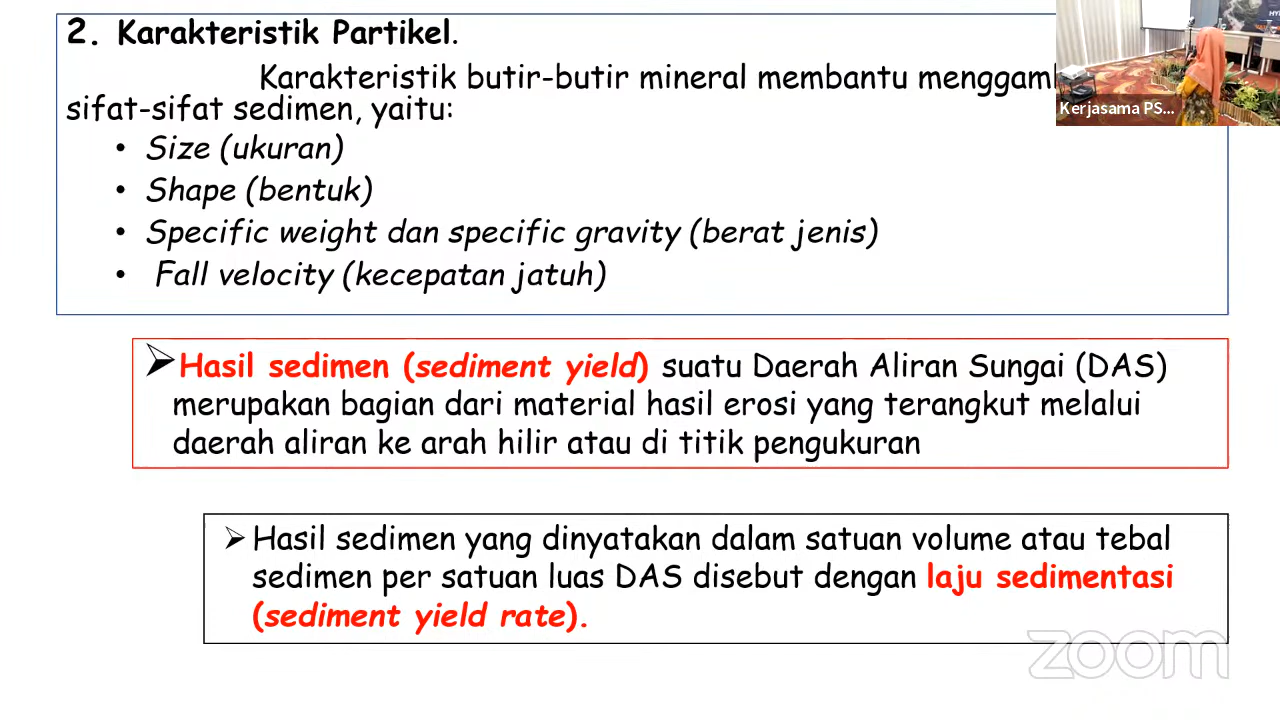 2. Karakteristik Partikel.
Karakteristik butir-butir mineral membantu
sifat-sifat sedimen, yaitu:
• Size (ukuran)
• Shape (bentuk)
• Specific weight dan specific gravity (berat jenis)
• Fall velocity (kecepatan jatuh)
Kerjasama PS...
➢Hasil sedimen (sediment yield) suatu Daerah Aliran Sungai (DAS)
merupakan bagian dari material hasil erosi yang terangkut melalui
daerah aliran ke arah hilir atau di titik pengukuran
➢ Hasil sedimen yang dinyatakan dalam satuan volume atau tebal
sedimen per satuan luas DAS disebut dengan laju sedimentasi
(sediment yield rate).
zoom